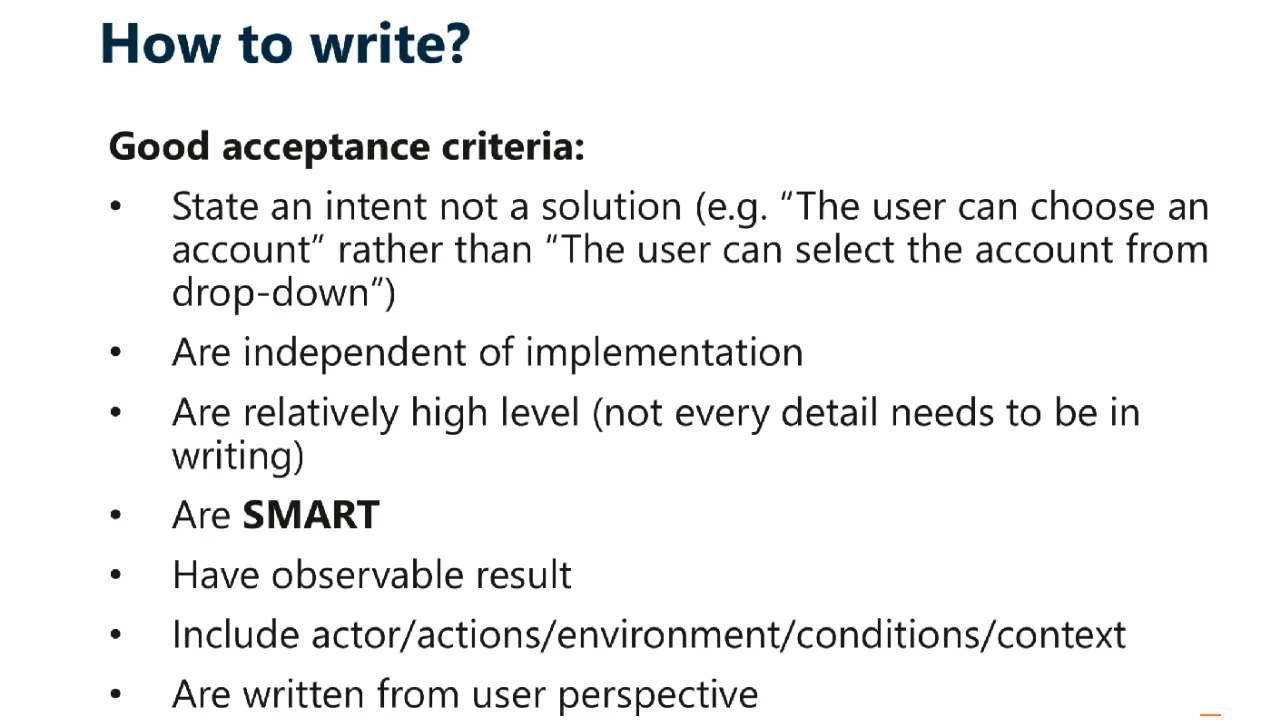 How to write?
Good acceptance criteria:
• State an intent not a solution (e.g. “The user can choose an
account” rather than “The user can select the account from
drop-down”)
• Are independent of implementation
• Are relatively high level (not every detail needs to be in
writing)
• Are SMART
• Have observable result
• Include actor/actions/environment/conditions/context
• Are written from user perspective